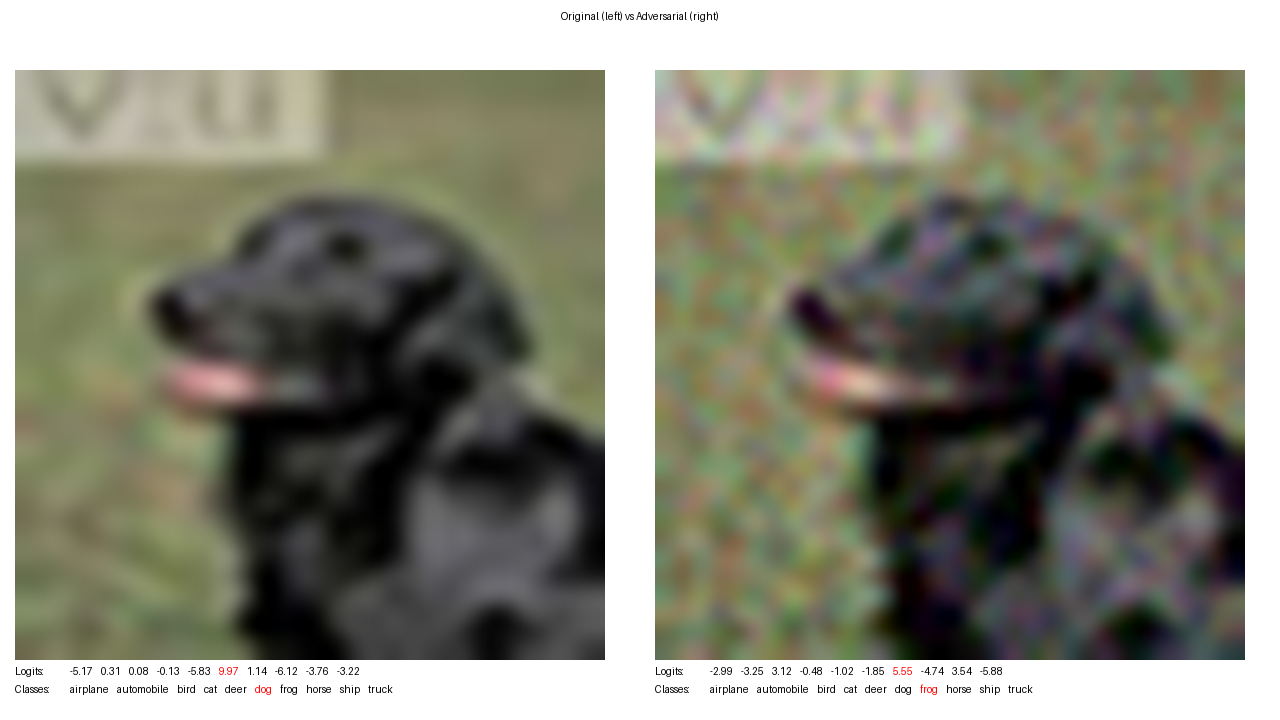 Original (left) vs Adversarial (right)
Logits: -5.17 0.31 0.08 -0.13 -5.83 9.97 1.14 -6.12 -3.76 -3.22
Classes: airplane automobile bird cat deer dog frog horse ship truck
Logits: -2.99 -3.25 3.12 -0.48 -1.02 -1.85 5.55 -4.74 3.54 -5.88
Classes: airplane automobile bird cat deer dog frog horse ship truck